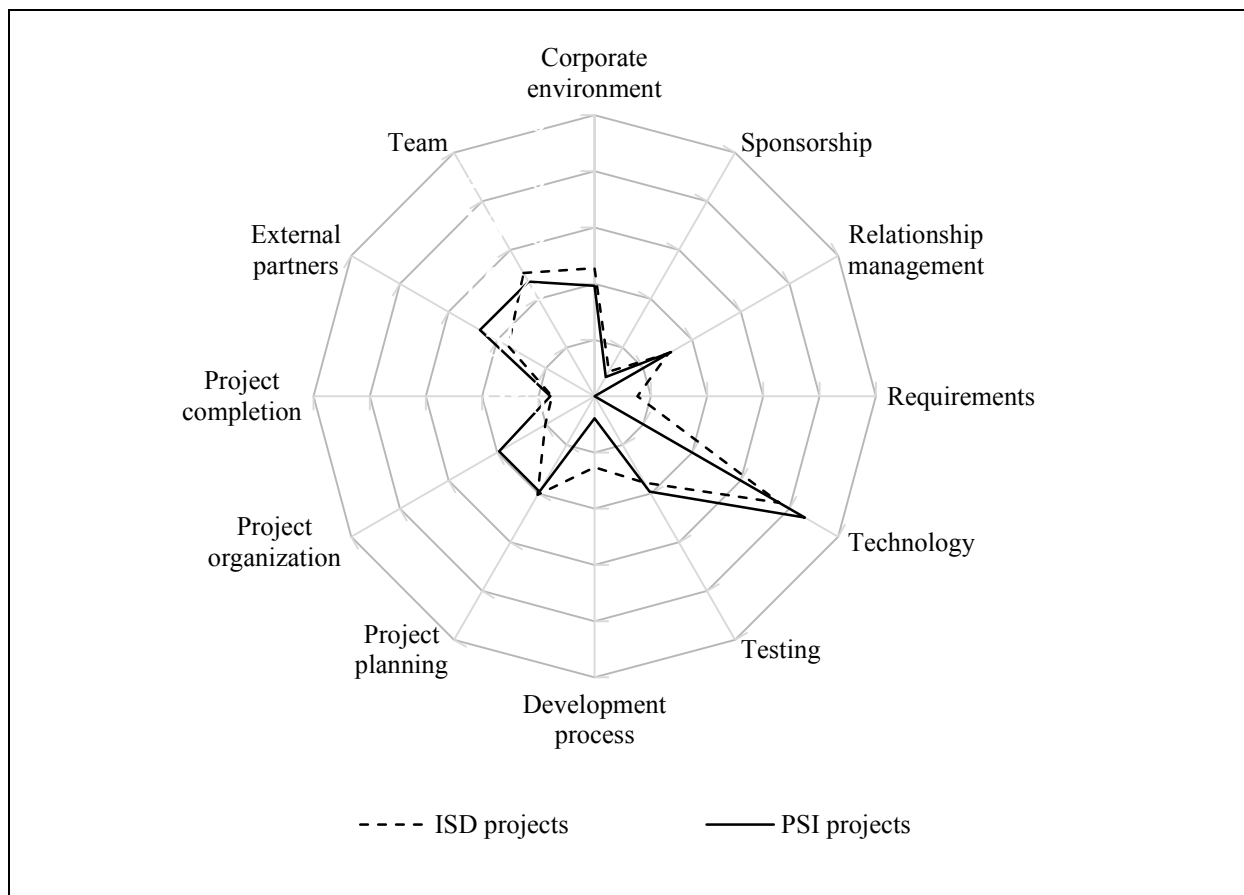 Corporate
environment
Team
Sponsorship
External
partners
Relationship
management
Project
completion
Requirements
Project
organization
Technology
Project
planning
Testing
Development
process
ISD projects
PSI projects